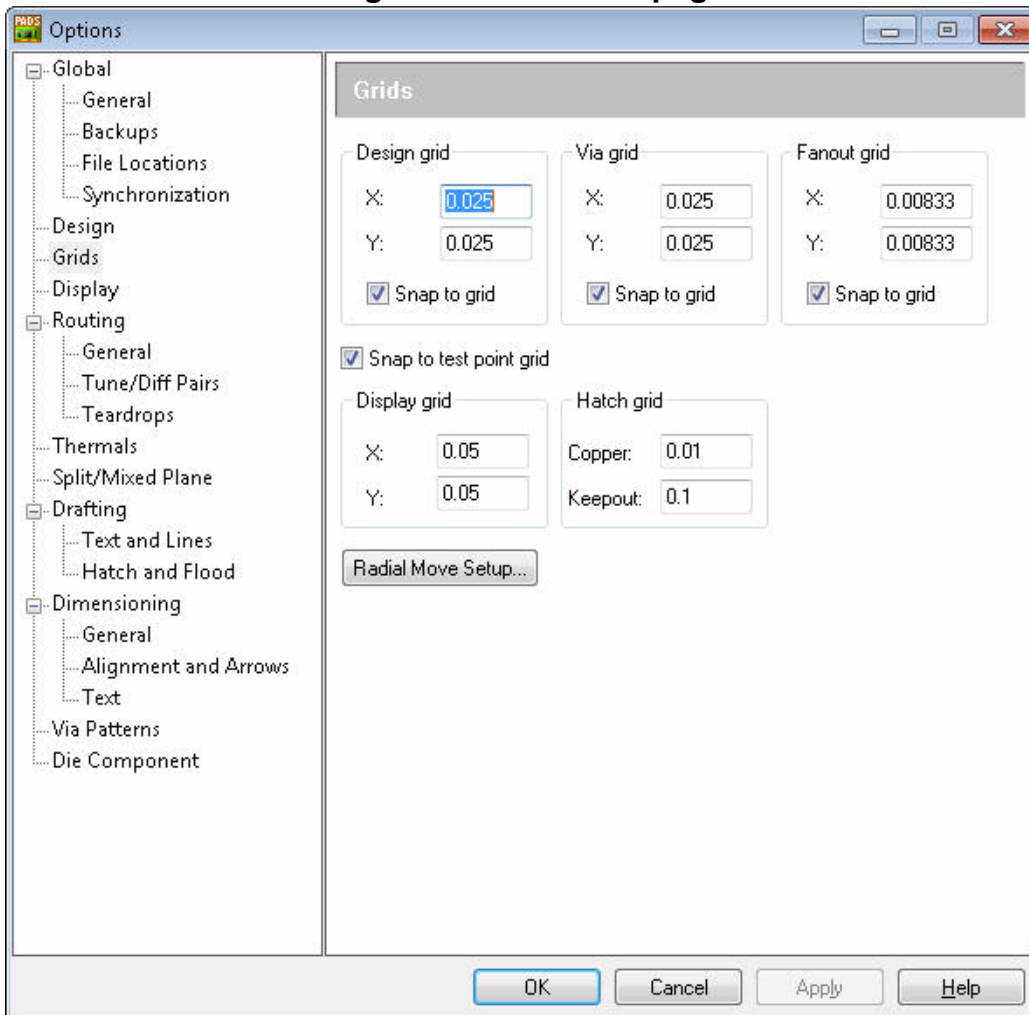 PADS Options
Global
General
Backups
File Locations
Synchronization
Design
Grids
Display
Routing
General
Tune/Diff Pairs
Teardrops
Thermals
Split/Mixed Plane
Drafting
Text and Lines
Hatch and Flood
Dimensioning
General
Alignment and Arrows
Text
Via Patterns
Die Component
Grids
Design grid
X: 0.025
Y: 0.025
Snap to grid
Via grid
X: 0.025
Y: 0.025
Snap to grid
Fanout grid
X: 0.00833
Y: 0.00833
Snap to grid
Snap to test point grid
Display grid
X: 0.05
Y: 0.05
Hatch grid
Copper: 0.01
Keepout: 0.1
Radial Move Setup...
OK Cancel Apply Help